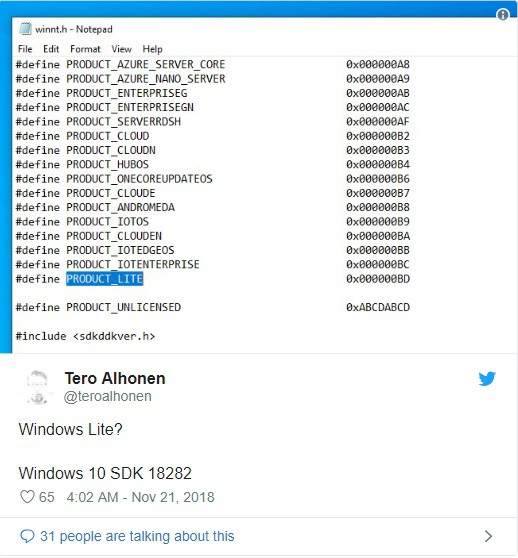 winnt.h - Notepad
File Edit Format View Help
#define PRODUCT_AZURE_SERVER_CORE 0x000000A8
#define PRODUCT_AZURE_NANO_SERVER 0x000000A9
#define PRODUCT_ENTERPRISEG 0x000000AB
#define PRODUCT_ENTERPRISEGN 0x000000AC
#define PRODUCT_SERVERRDSH 0x000000AF
#define PRODUCT_CLOUD 0x000000B2
#define PRODUCT_CLOUDN 0x000000B3
#define PRODUCT_HUBOS 0x000000B4
#define PRODUCT_ONECOREUPDATEOS 0x000000B6
#define PRODUCT_CLOUDE 0x000000B7
#define PRODUCT_ANDROMEDA 0x000000B8
#define PRODUCT_IOTOS 0x000000B9
#define PRODUCT_CLOUDEN 0x000000BA
#define PRODUCT_IOTEDGEOS 0x000000BB
#define PRODUCT_IOTENTERPRISE 0x000000BC
#define PRODUCT_LITE 0x000000BD
#define PRODUCT_UNLICENSED 0xABCDABCD
#include <sdkddkver.h>
Tero Alhonen
@teroalhonen
Windows Lite?
Windows 10 SDK 18282
65 4:02 AM - Nov 21, 2018
31 people are talking about this